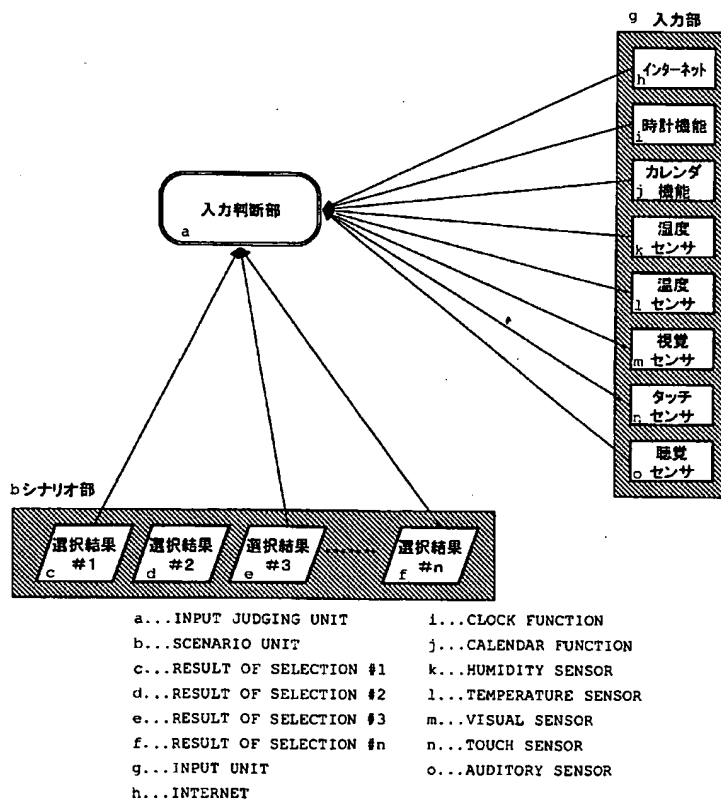 g 入力部
h インターネット
i 時計機能
カレンダ
j 機能
湿度
k センサ
温度
l センサ
視覚
m センサ
タッチ
n センサ
聴覚
o センサ
入力判断部
a
b シナリオ部
選択結果
#1
c
選択結果
#2
d
選択結果
#3
e
........
選択結果
#n
f
a...INPUT JUDGING UNIT
b...SCENARIO UNIT
c...RESULT OF SELECTION #1
d...RESULT OF SELECTION #2
e...RESULT OF SELECTION #3
f...RESULT OF SELECTION #n
g...INPUT UNIT
h...INTERNET
i...CLOCK FUNCTION
j...CALENDAR FUNCTION
k...HUMIDITY SENSOR
l...TEMPERATURE SENSOR
m...VISUAL SENSOR
n...TOUCH SENSOR
o...AUDITORY SENSOR